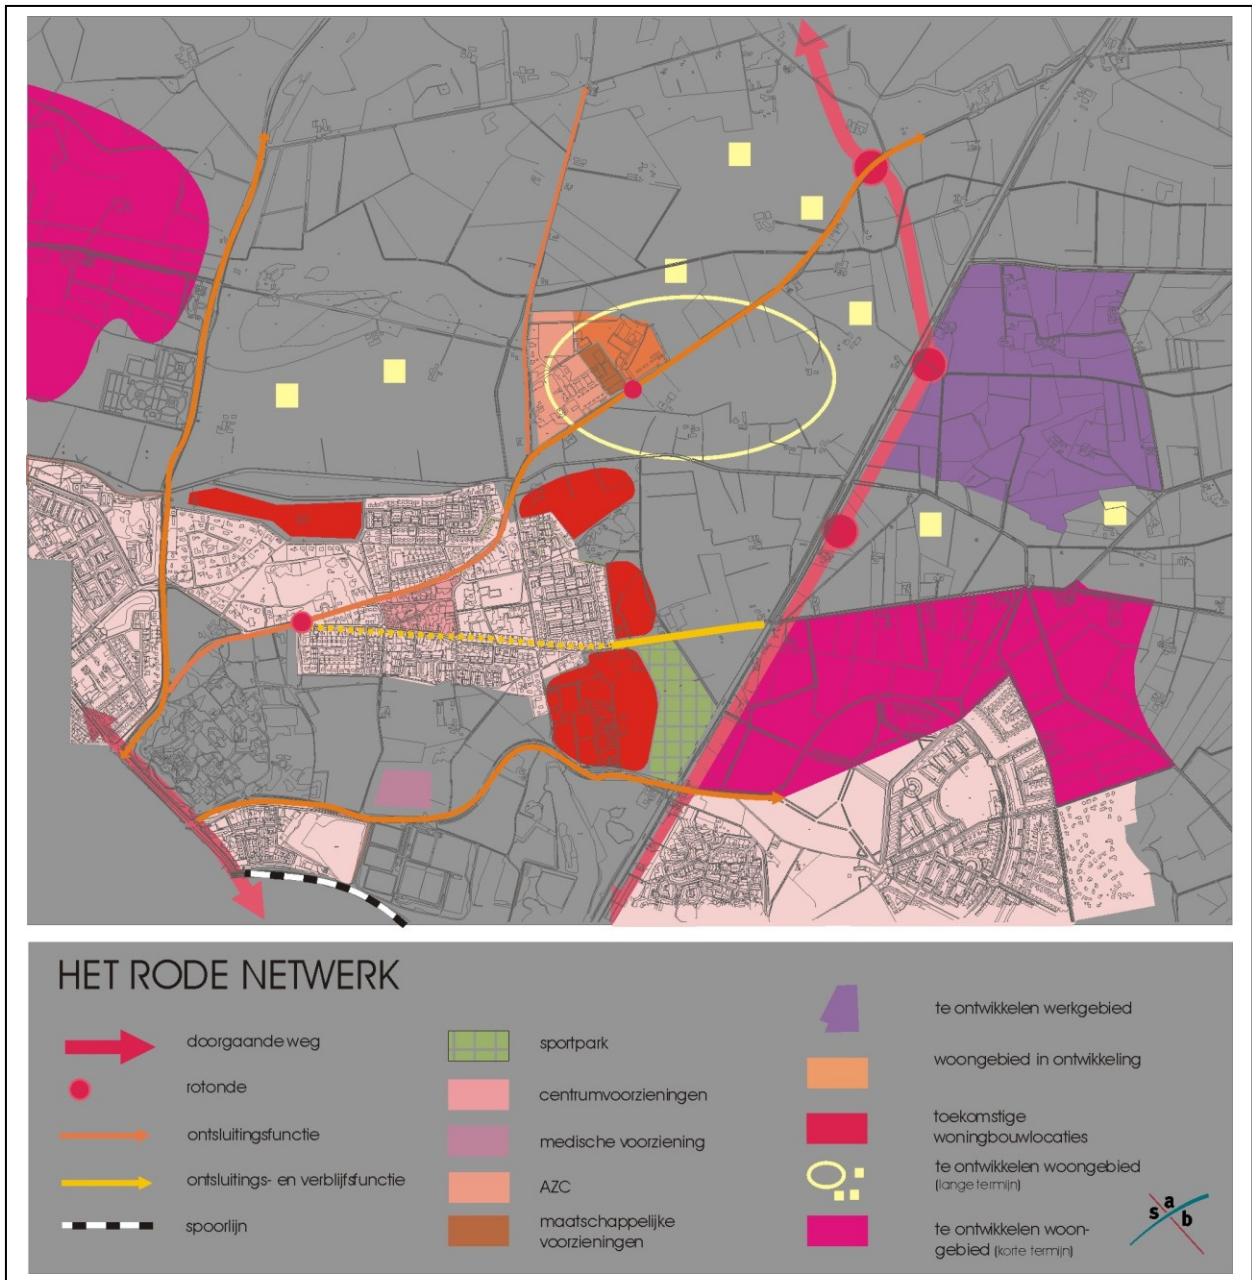 HET RODE NETWERK
doorgaande weg
rotonde
ontsluitingsfunctie
ontsluitings- en verblijfsfunctie
spoorlijn
sportpark
centrumvoorzieningen
medische voorziening
AZC
maatschappelijke
voorzieningen
te ontwikkelen werkgebied
woongebied in ontwikkeling
toekomstige
woningbouwlocaties
te ontwikkelen woongebied
(lange termijn)
te ontwikkelen woon-
gebied (korte termijn)
s a b